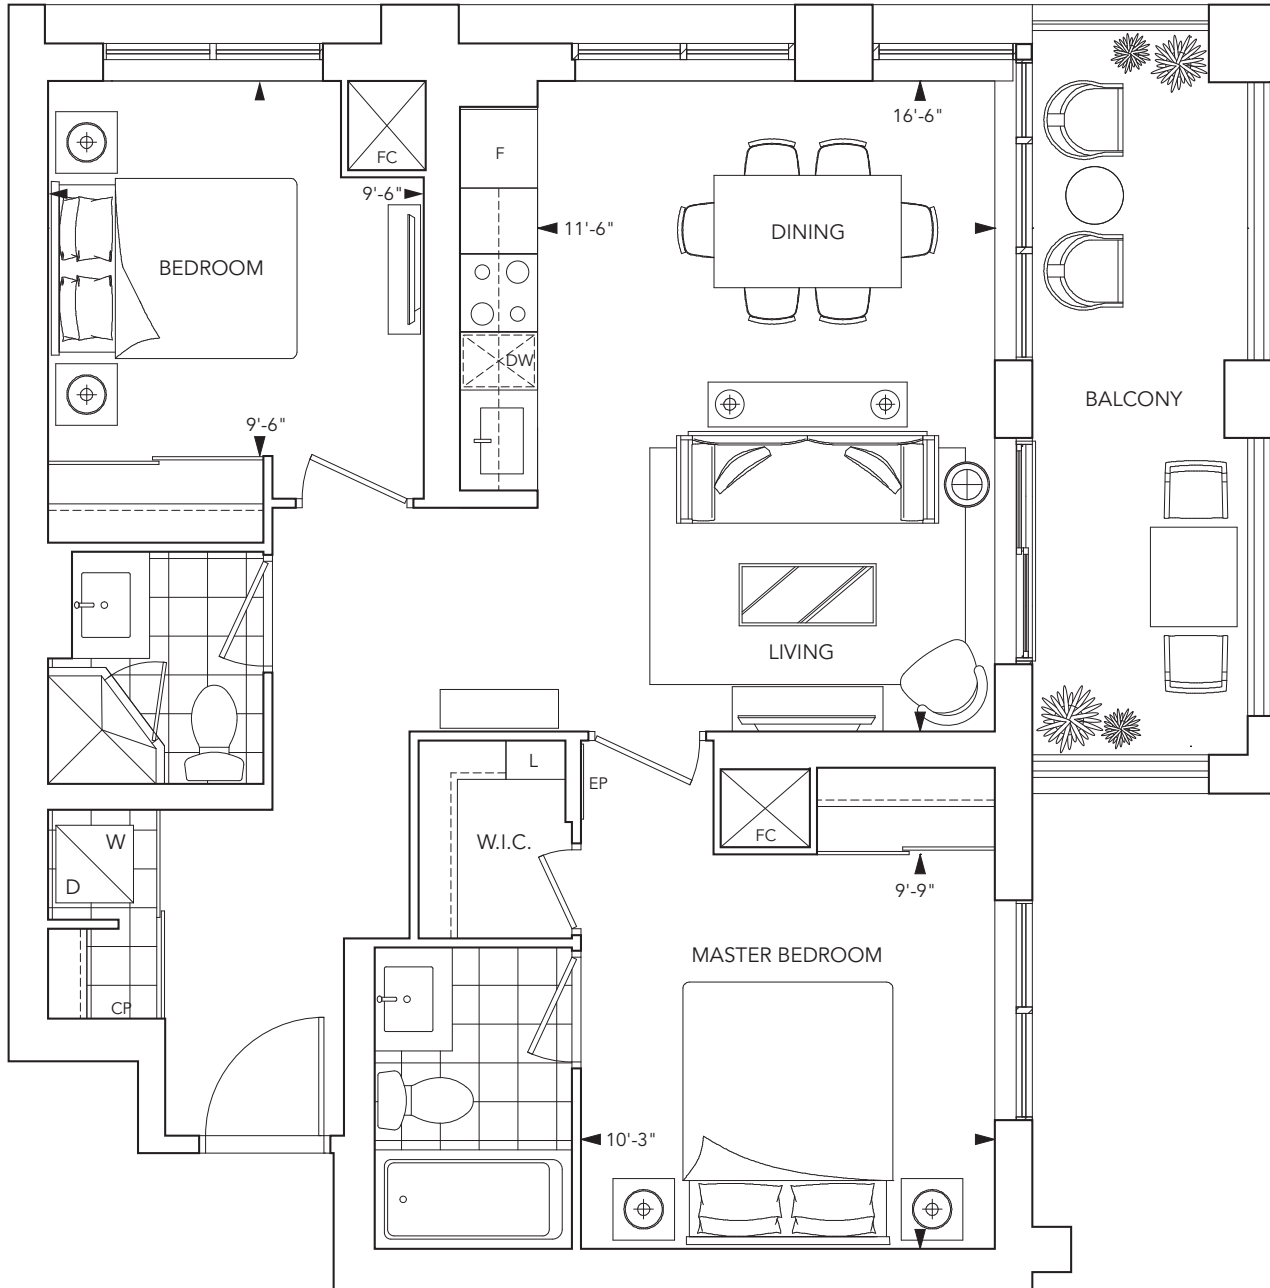 16'-6"
FC
F
9'-6"
11'-6"
DINING
BEDROOM
DW
BALCONY
9'-6"
LIVING
L
EP
W
W.I.C.
FC
D
9'-9"
MASTER BEDROOM
CP
10'-3"